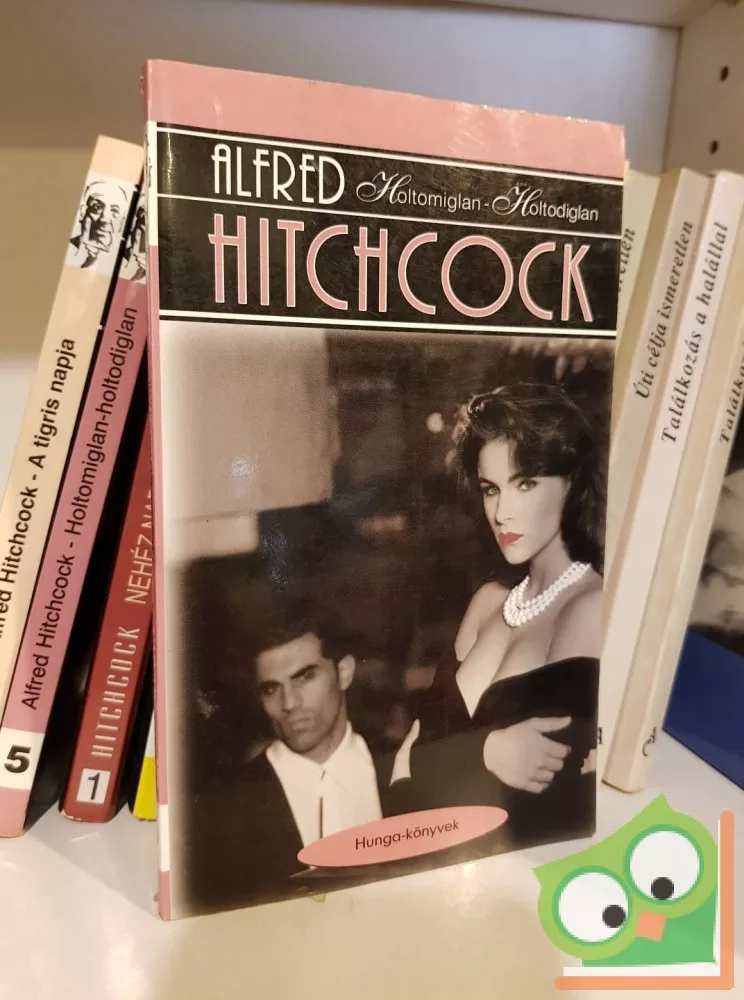 ALFRED
Holtomiglan-Holtodiglan
HITCHCOCK
Hunga-könyvek
Alfred Hitchcock - A tigris napja
5
Alfred Hitchcock - Holtomiglan-holtodiglan
HITCHCOCK NEHÉZ
1
Úti célja ismeretlen
Találkozás a halállal